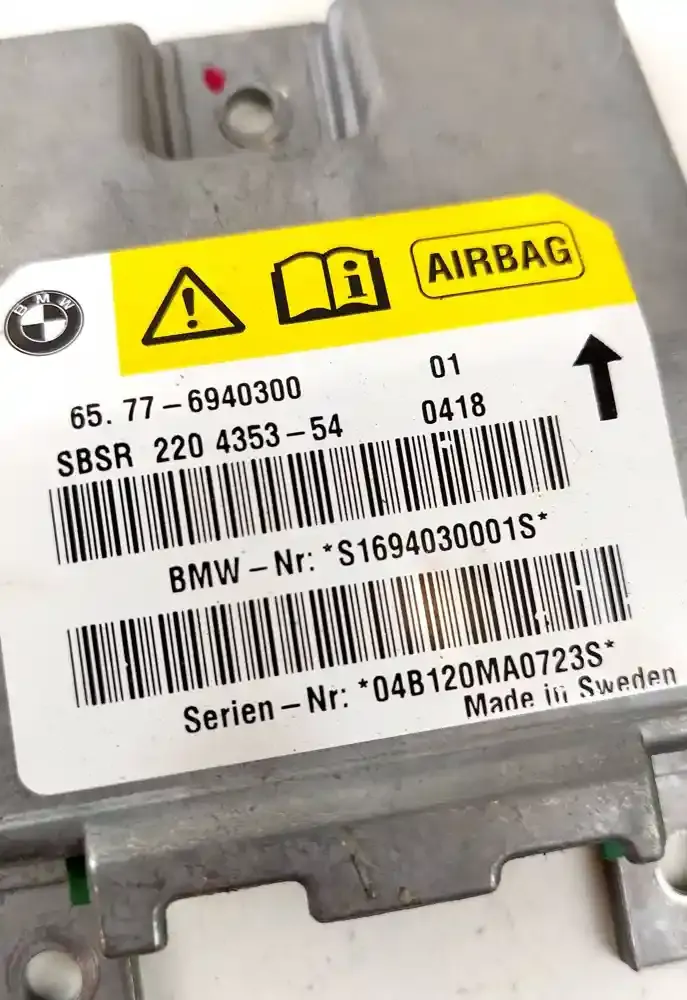 BMW
AIRBAG
65. 77-6940300 01
SBSR 220 4353-54 0418
BMW-Nr: *S1694030001S*
Serien-Nr: *04B120MA0723S*
Made in Sweden